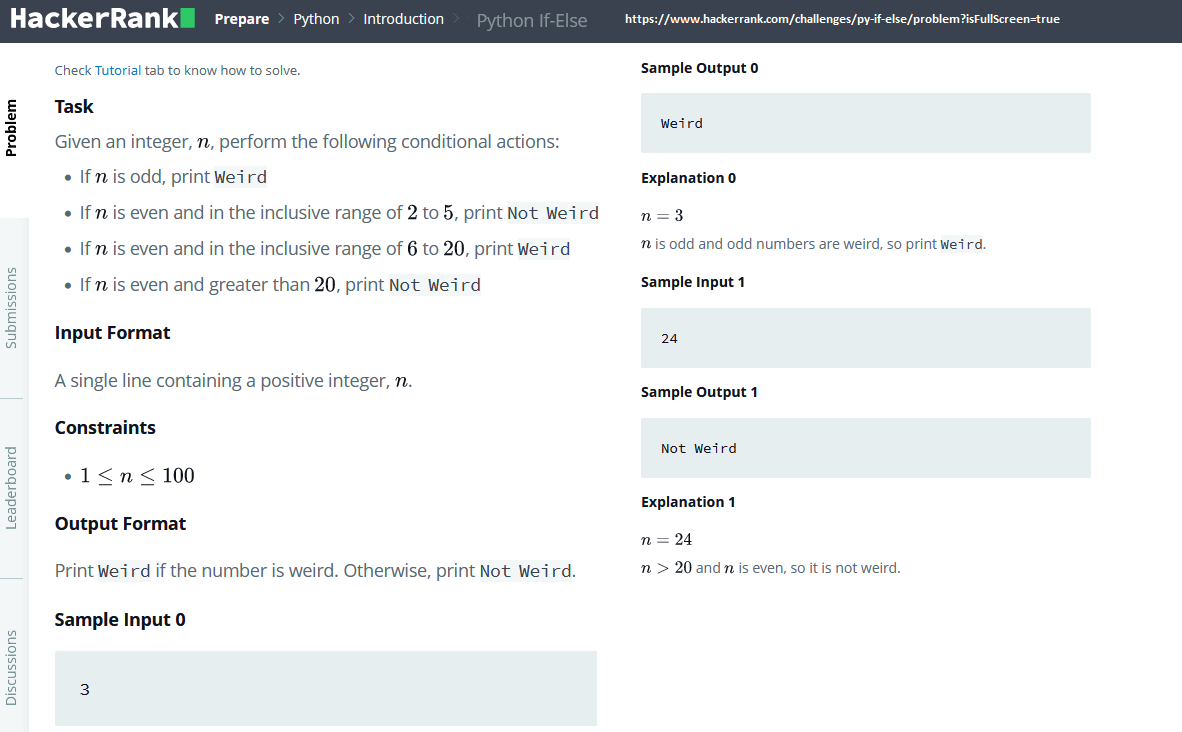 HackerRank Prepare > Python > Introduction > Python If-Else https://www.hackerrank.com/challenges/py-if-else/problem?isFullScreen=true
Problem
Submissions
Leaderboard
Discussions
Check Tutorial tab to know how to solve.
Task
Given an integer, n, perform the following conditional actions:
• If n is odd, print Weird
• If n is even and in the inclusive range of 2 to 5, print Not Weird
• If n is even and in the inclusive range of 6 to 20, print Weird
• If n is even and greater than 20, print Not Weird
Input Format
A single line containing a positive integer, n.
Constraints
• 1 ≤ n ≤ 100
Output Format
Print Weird if the number is weird. Otherwise, print Not Weird.
Sample Input 0
3
Sample Output 0
Weird
Explanation 0
n = 3
n is odd and odd numbers are weird, so print Weird.
Sample Input 1
24
Sample Output 1
Not Weird
Explanation 1
n = 24
n > 20 and n is even, so it is not weird.